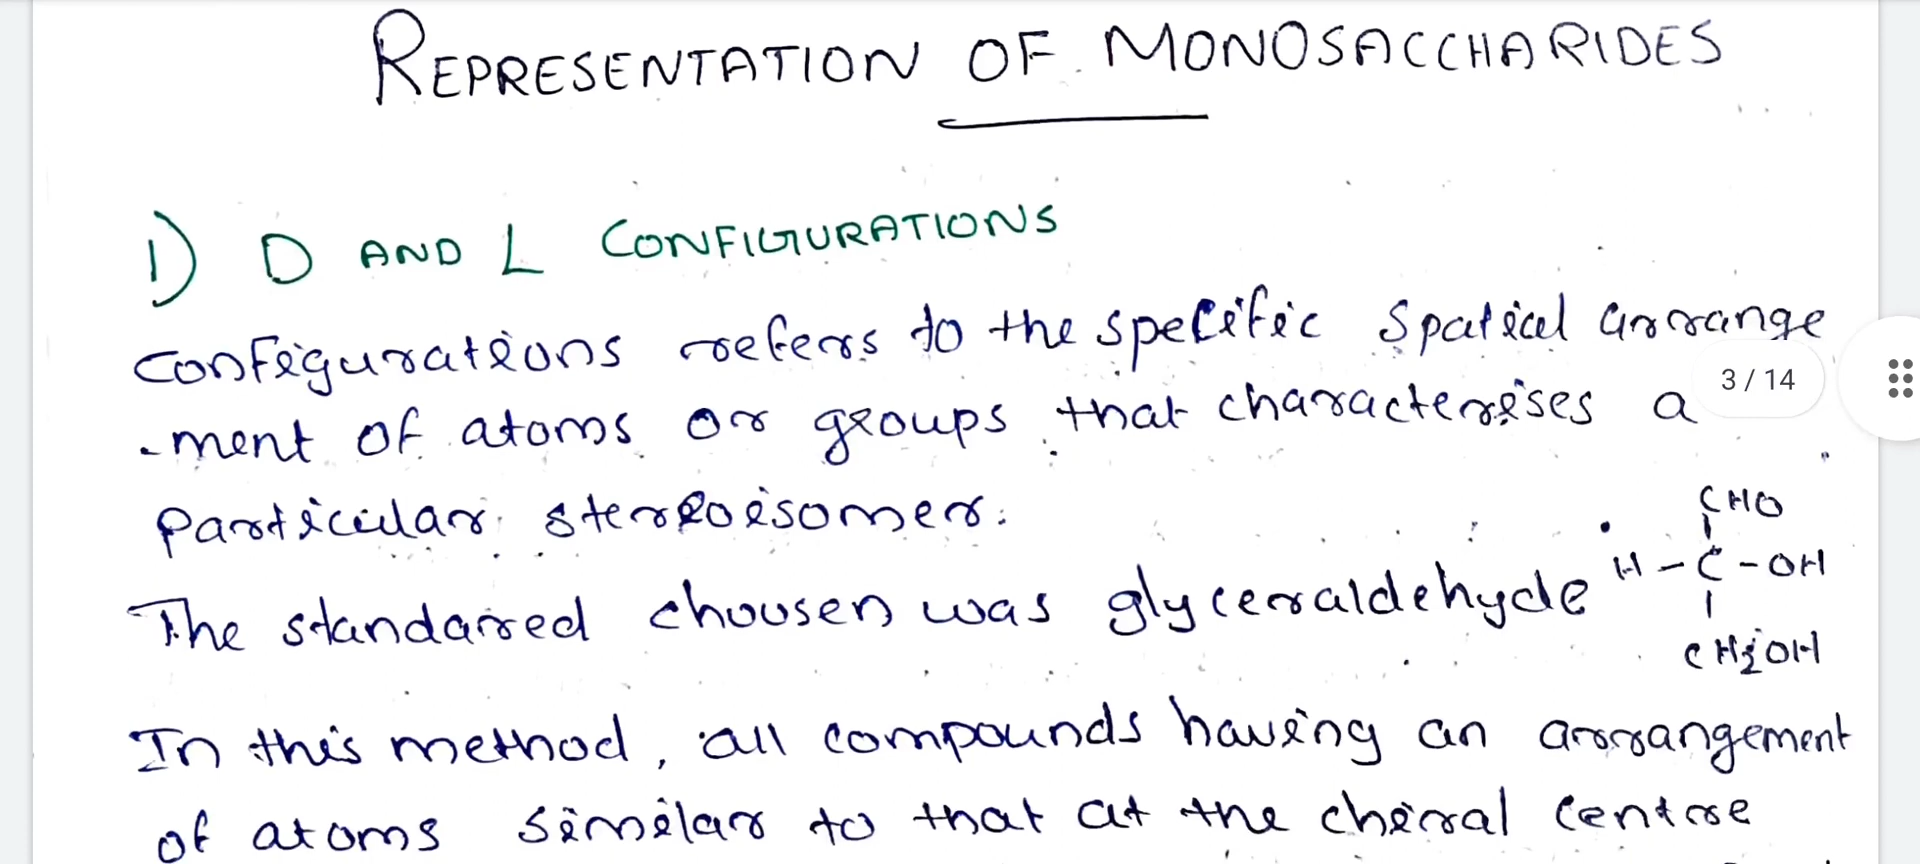 REPRESENTATION OF MONOSACCHARIDES
1) D AND L CONFIGURATIONS
Configurations refers to the specific spatial arrange
-ment of atoms or groups that characterises a
3 / 14
particular stereoisomer.
CHO
The standared chousen was glyceraldehyde H-C-OH
CH2OH
In this method, all compounds having an arrangement
of atoms similar to that at the chiral centre